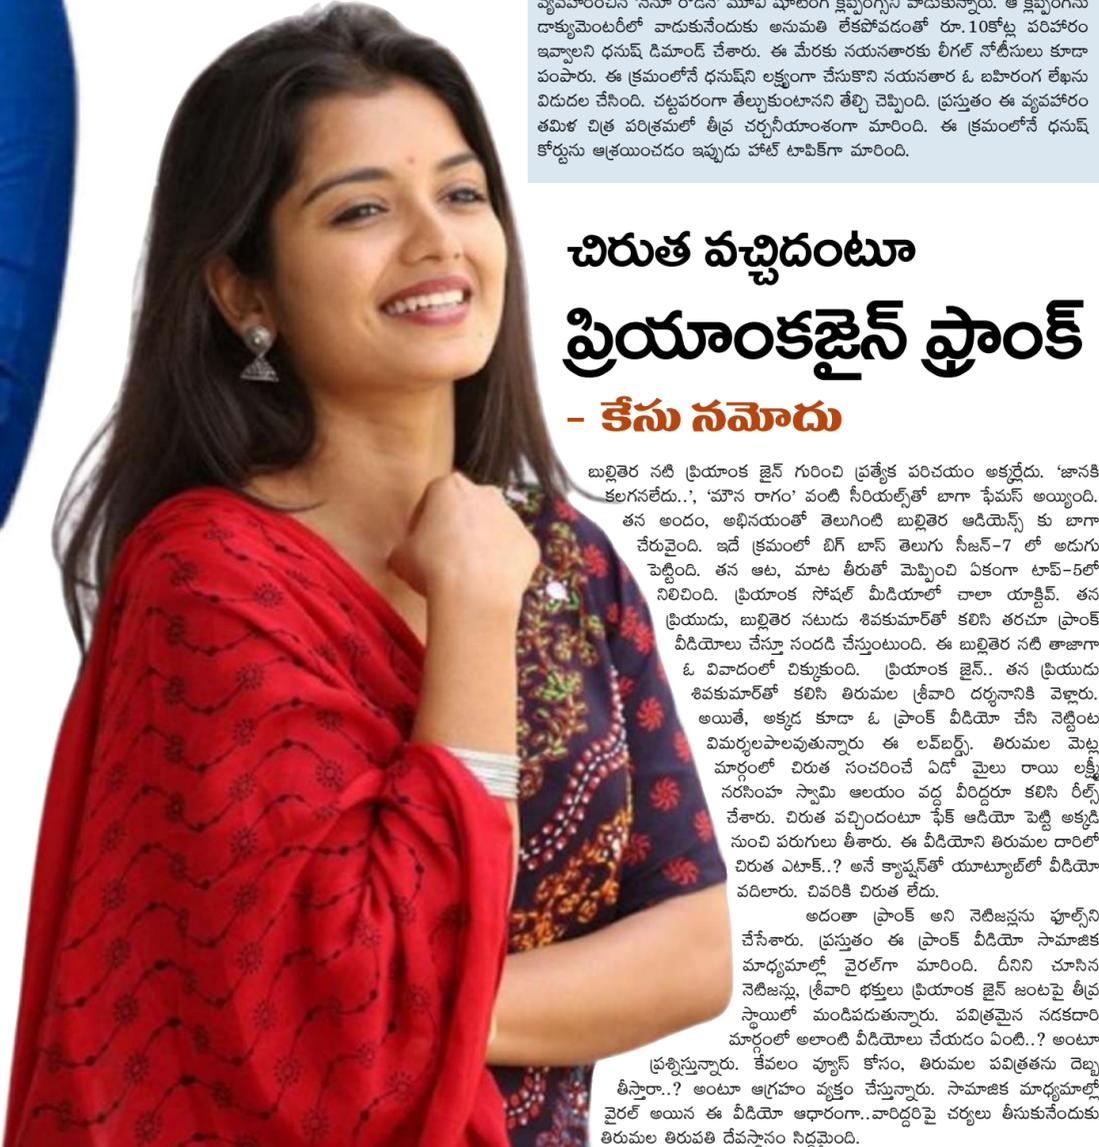 వ్యవహరించిన 'నేనూ రౌడీనే' మూవీ షూటింగ్ క్లిప్పింగ్స్‌ని వాడుకున్నారు. ఆ క్లిప్పింగ్‌ను
డాక్యుమెంటరీలో వాడుకునేందుకు అనుమతి లేకపోవడంతో రూ.10కోట్ల పరిహారం
ఇవ్వాలని ధనుష్ డిమాండ్ చేశారు. ఈ మేరకు నయనతారకు లీగల్ నోటీసులు కూడా
పంపారు. ఈ క్రమంలోనే ధనుష్‌ని లక్ష్యంగా చేసుకొని నయనతార ఓ బహిరంగ లేఖను
విడుదల చేసింది. చట్టపరంగా తేల్చుకుంటానని తేల్చి చెప్పింది. ప్రస్తుతం ఈ వ్యవహారం
తమిళ చిత్ర పరిశ్రమలో తీవ్ర చర్చనీయాంశంగా మారింది. ఈ క్రమంలోనే ధనుష్
కోర్టును ఆశ్రయించడం ఇప్పుడు హాట్ టాపిక్‌గా మారింది.
చిరుత వచ్చిదంటూ
ప్రియాంకజైన్ ఫ్రాంక్
- కేసు నమోదు
బుల్లితెర నటి ప్రియాంక జైన్ గురించి ప్రత్యేక పరిచయం అక్కర్లేదు. 'జానకి
కలగనలేదు..', 'మౌన రాగం' వంటి సీరియల్స్‌తో బాగా ఫేమస్ అయ్యింది.
తన అందం, అభినయంతో తెలుగింటి బుల్లితెర ఆడియెన్స్ కు బాగా
చేరువైంది. ఇదే క్రమంలో బిగ్ బాస్ తెలుగు సీజన్-7 లో అడుగు
పెట్టింది. తన ఆట, మాట తీరుతో మెప్పించి ఏకంగా టాప్-5లో
నిలిచింది. ప్రియాంక సోషల్ మీడియాలో చాలా యాక్టివ్. తన
ప్రియుడు, బుల్లితెర నటుడు శివకుమార్‌తో కలిసి తరచూ ప్రాంక్
వీడియోలు చేస్తూ సందడి చేస్తుంటుంది. ఈ బుల్లితెర నటి తాజాగా
ఓ వివాదంలో చిక్కుకుంది. ప్రియాంక జైన్.. తన ప్రియుడు
శివకుమార్‌తో కలిసి తిరుమల శ్రీవారి దర్శనానికి వెళ్లారు.
అయితే, అక్కడ కూడా ఓ ప్రాంక్ వీడియో చేసి నెట్టింట
విమర్శలపాలవుతున్నారు ఈ లవ్‌బర్డ్స్. తిరుమల మెట్ల
మార్గంలో చిరుత సంచరించే ఏడో మైలు రాయి లక్ష్మీ
నరసింహ స్వామి ఆలయం వద్ద వీరిద్దరూ కలిసి రీల్స్
చేశారు. చిరుత వచ్చిందంటూ ఫేక్ ఆడియో పెట్టి అక్కడి
నుంచి పరుగులు తీశారు. ఈ వీడియోని తిరుమల దారిలో
చిరుత ఎటాక్..? అనే క్యాప్షన్‌తో యూట్యూబ్‌లో వీడియో
వదిలారు. చివరికి చిరుత లేదు.
అదంతా ప్రాంక్ అని నెటిజన్లను ఫూల్స్‌ని
చేసేశారు. ప్రస్తుతం ఈ ప్రాంక్ వీడియో సామాజిక
మాధ్యమాల్లో వైరల్‌గా మారింది. దీనిని చూసిన
నెటిజన్లు, శ్రీవారి భక్తులు ప్రియాంక జైన్ జంటపై తీవ్ర
స్థాయిలో మండిపడుతున్నారు. పవిత్రమైన నడకదారి
మార్గంలో అలాంటి వీడియోలు చేయడం ఏంటి..? అంటూ
ప్రశ్నిస్తున్నారు. కేవలం వ్యూస్ కోసం, తిరుమల పవిత్రతను దెబ్బ
తీస్తారా..? అంటూ ఆగ్రహం వ్యక్తం చేస్తున్నారు. సామాజిక మాధ్యమాల్లో
వైరల్ అయిన ఈ వీడియో ఆధారంగా..వారిద్దరిపై చర్యలు తీసుకునేందుకు
తిరుమల తిరుపతి దేవస్థానం సిద్ధమైంది.